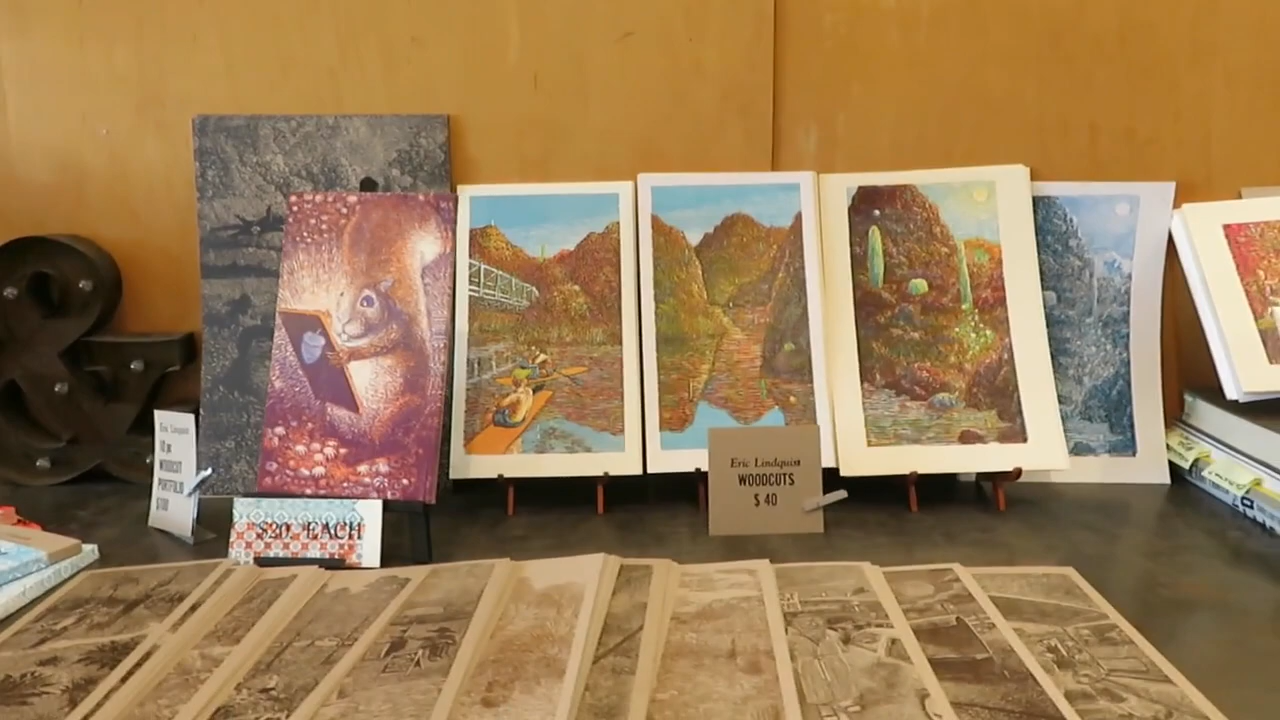 &
Eric Lindquist
10 pc
WOODCUT
PORTFOLIO
$100
$20. EACH
Eric Lindquist
WOODCUTS
$ 40